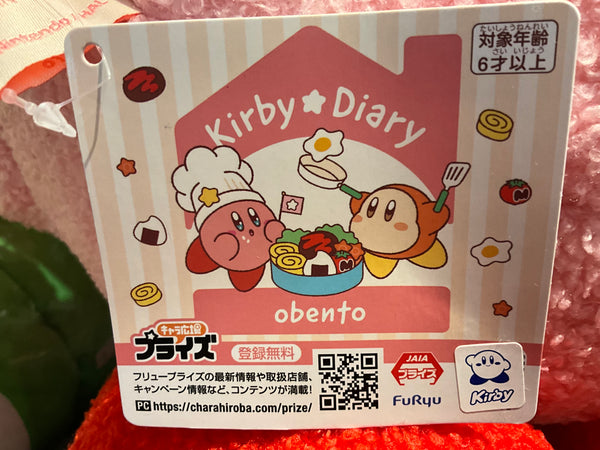 Nintendo / HAL
たいしょうねんれい
対象年齢
さい いじょう
6才以上
Kirby ★ Diary
obento
キャラ広場
プライズ
登録無料
フリュープライズの最新情報や取扱店舗、
キャンペーン情報など、コンテンツが満載!
PC https://charahiroba.com/prize/
JAIA
プライズ
FuRyu
Kirby